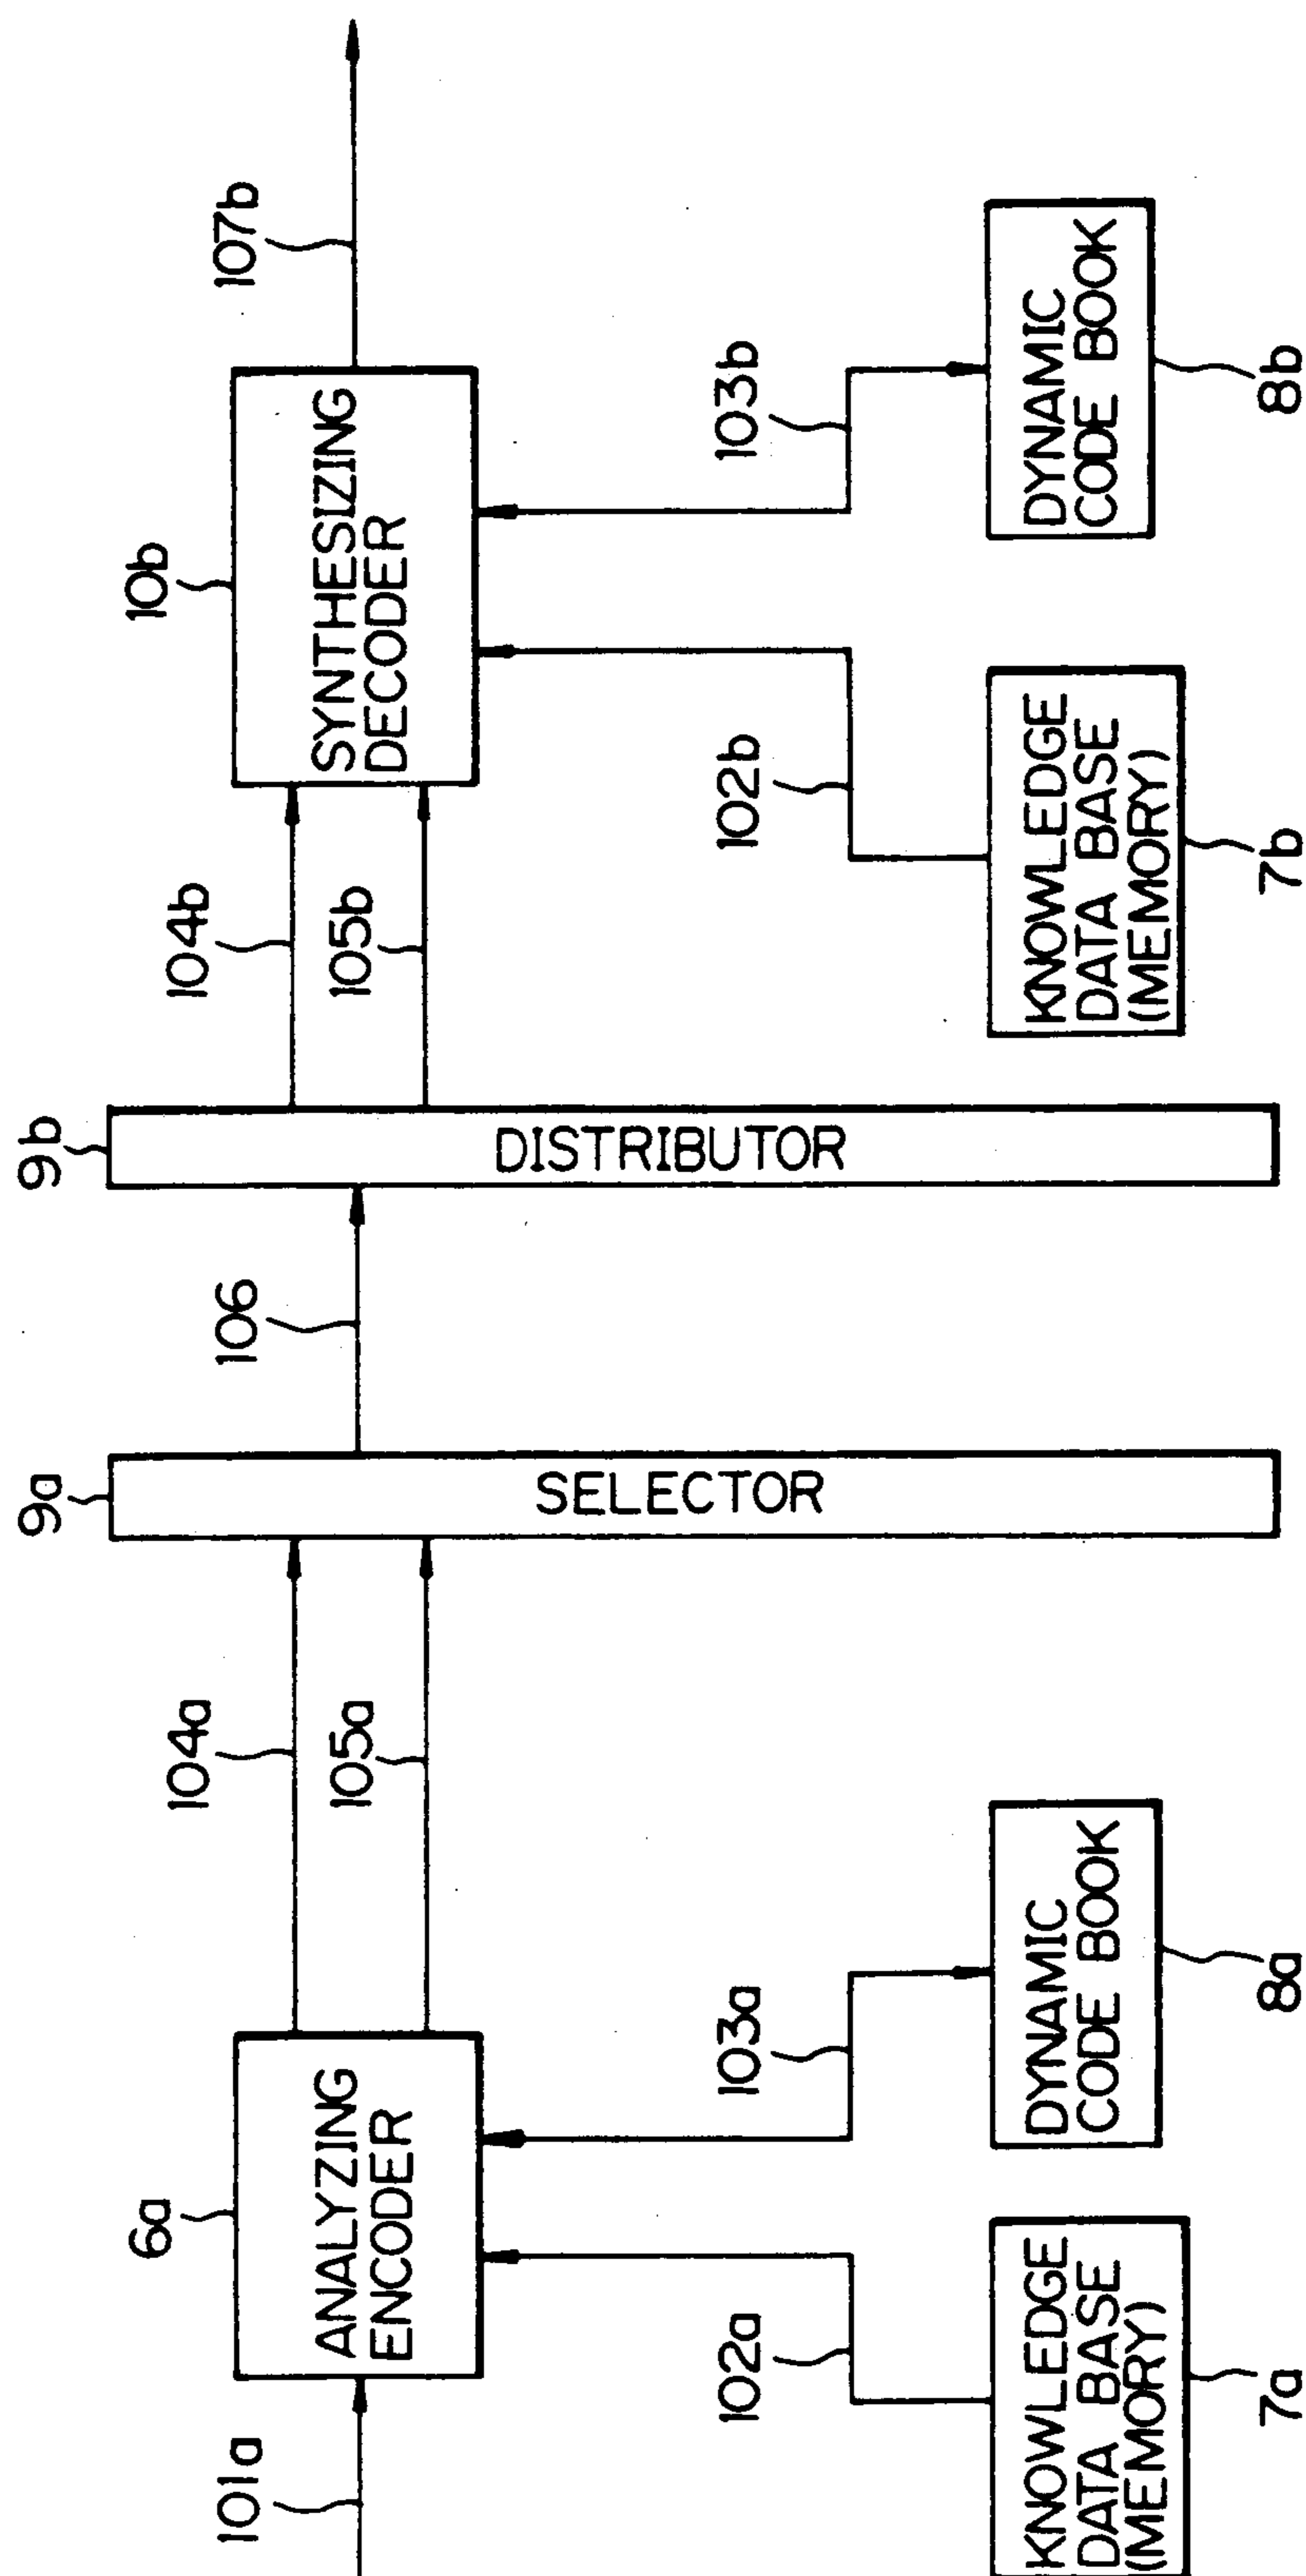 9a
9b
6a
10b
101a
104a
106
104b
107b
ANALYZING
ENCODER
105a
SELECTOR
DISTRIBUTOR
105b
SYNTHESIZING
DECODER
102a
103a
102b
103b
KNOWLEDGE
DATA BASE
(MEMORY)
DYNAMIC
CODE BOOK
KNOWLEDGE
DATA BASE
(MEMORY)
DYNAMIC
CODE BOOK
7a
8a
7b
8b